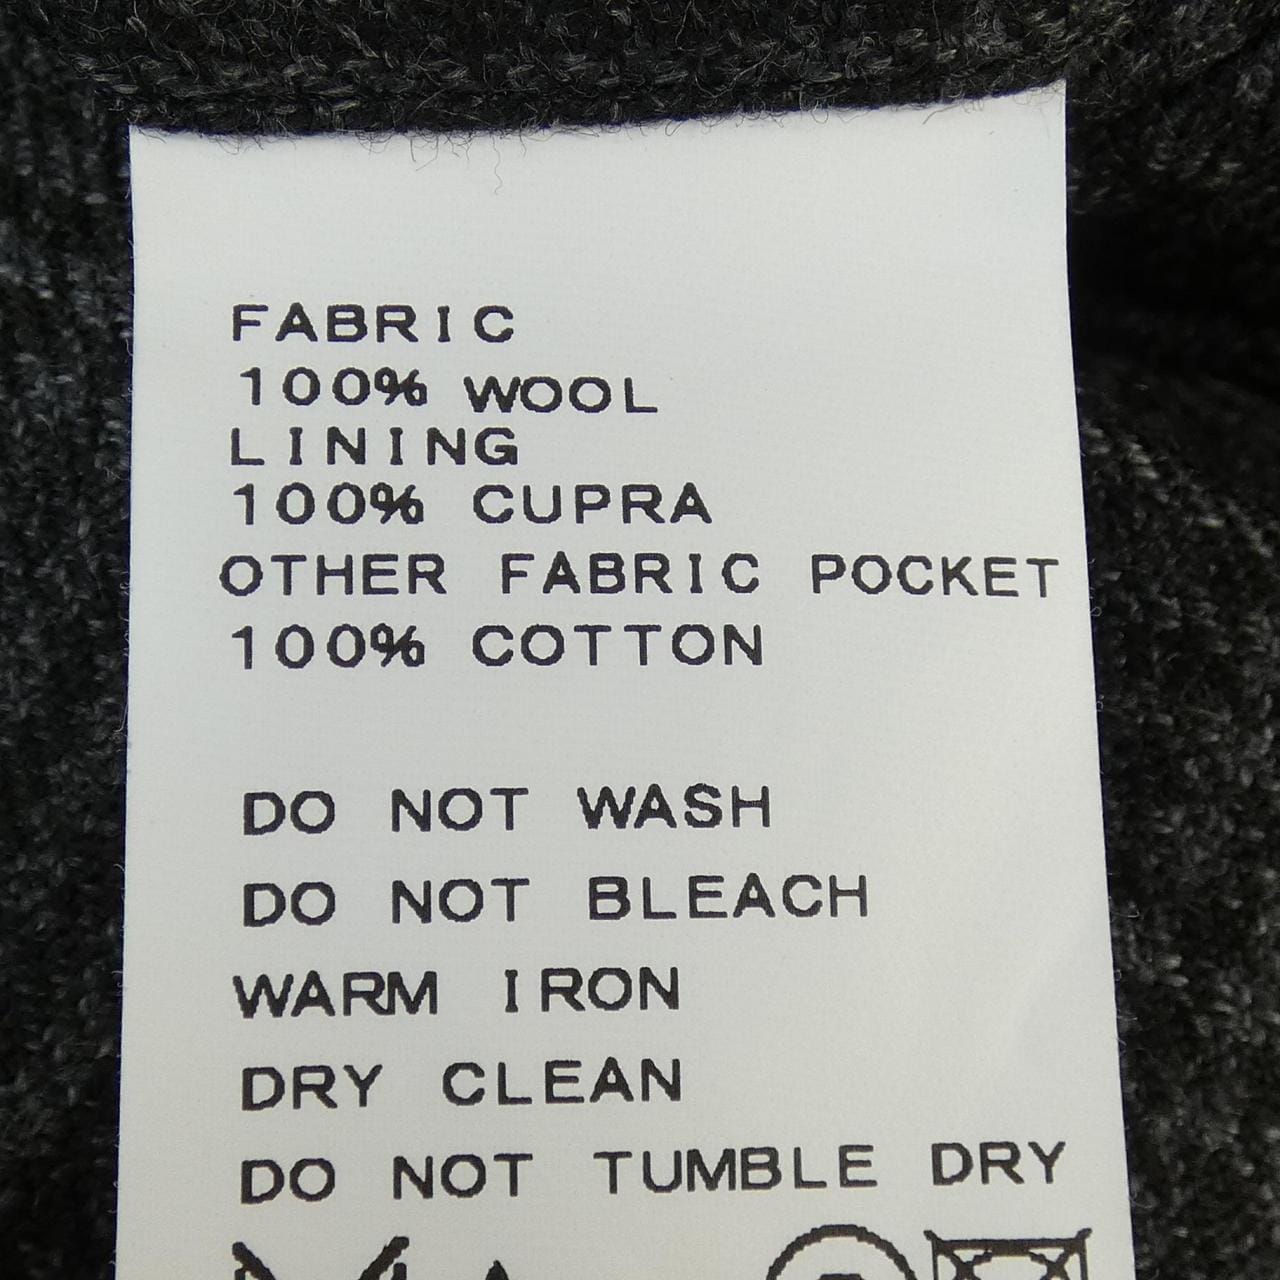 FABRIC
100% WOOL
LINING
100% CUPRA
OTHER FABRIC POCKET
100% COTTON
DO NOT WASH
DO NOT BLEACH
WARM IRON
DRY CLEAN
DO NOT TUMBLE DRY